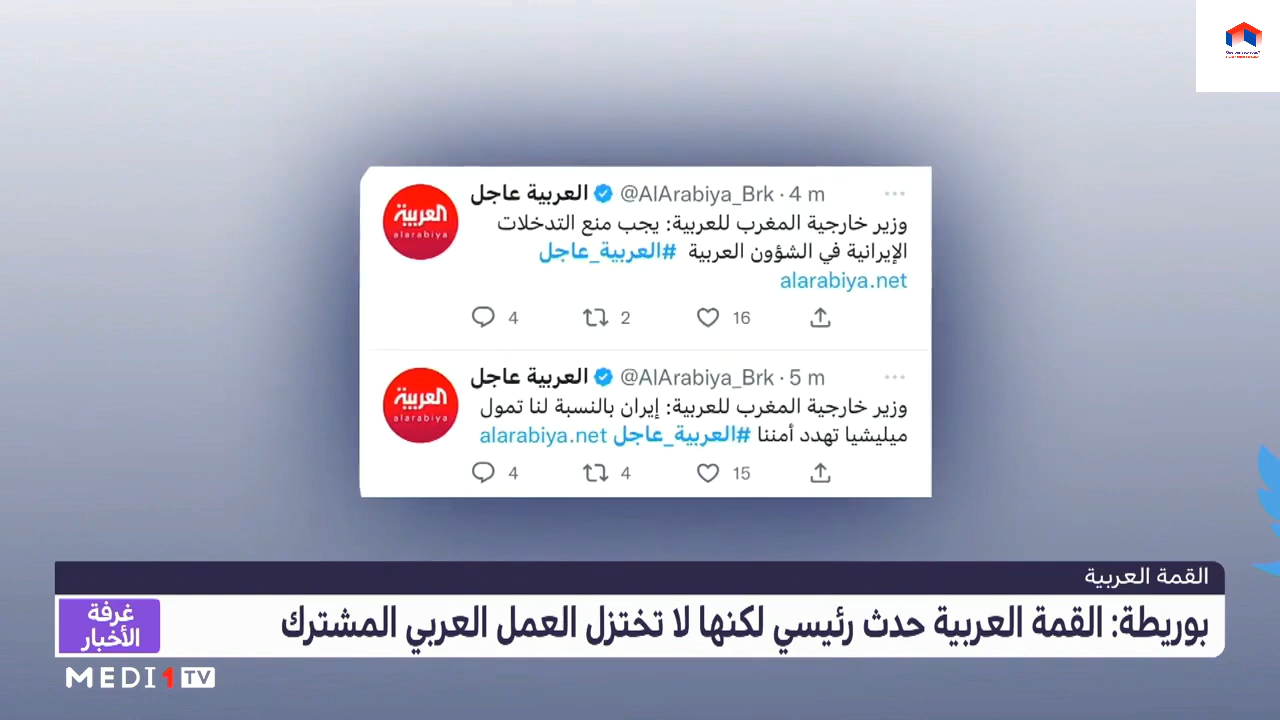 العربية عاجل @AlArabiya_Brk · 4 m
العربية
alarabiya
وزير خارجية المغرب للعربية: يجب منع التدخلات
الإيرانية في الشؤون العربية #العربية_عاجل
alarabiya.net
4 2 16
العربية عاجل @AlArabiya_Brk · 5 m
العربية
alarabiya
وزير خارجية المغرب للعربية: إيران بالنسبة لنا تمول
ميليشيا تهدد أمننا #العربية_عاجل alarabiya.net
4 4 15
القمة العربية
بوريطة: القمة العربية حدث رئيسي لكنها لا تختزل العمل العربي المشترك
غرفة
الأخبار
MEDI1TV